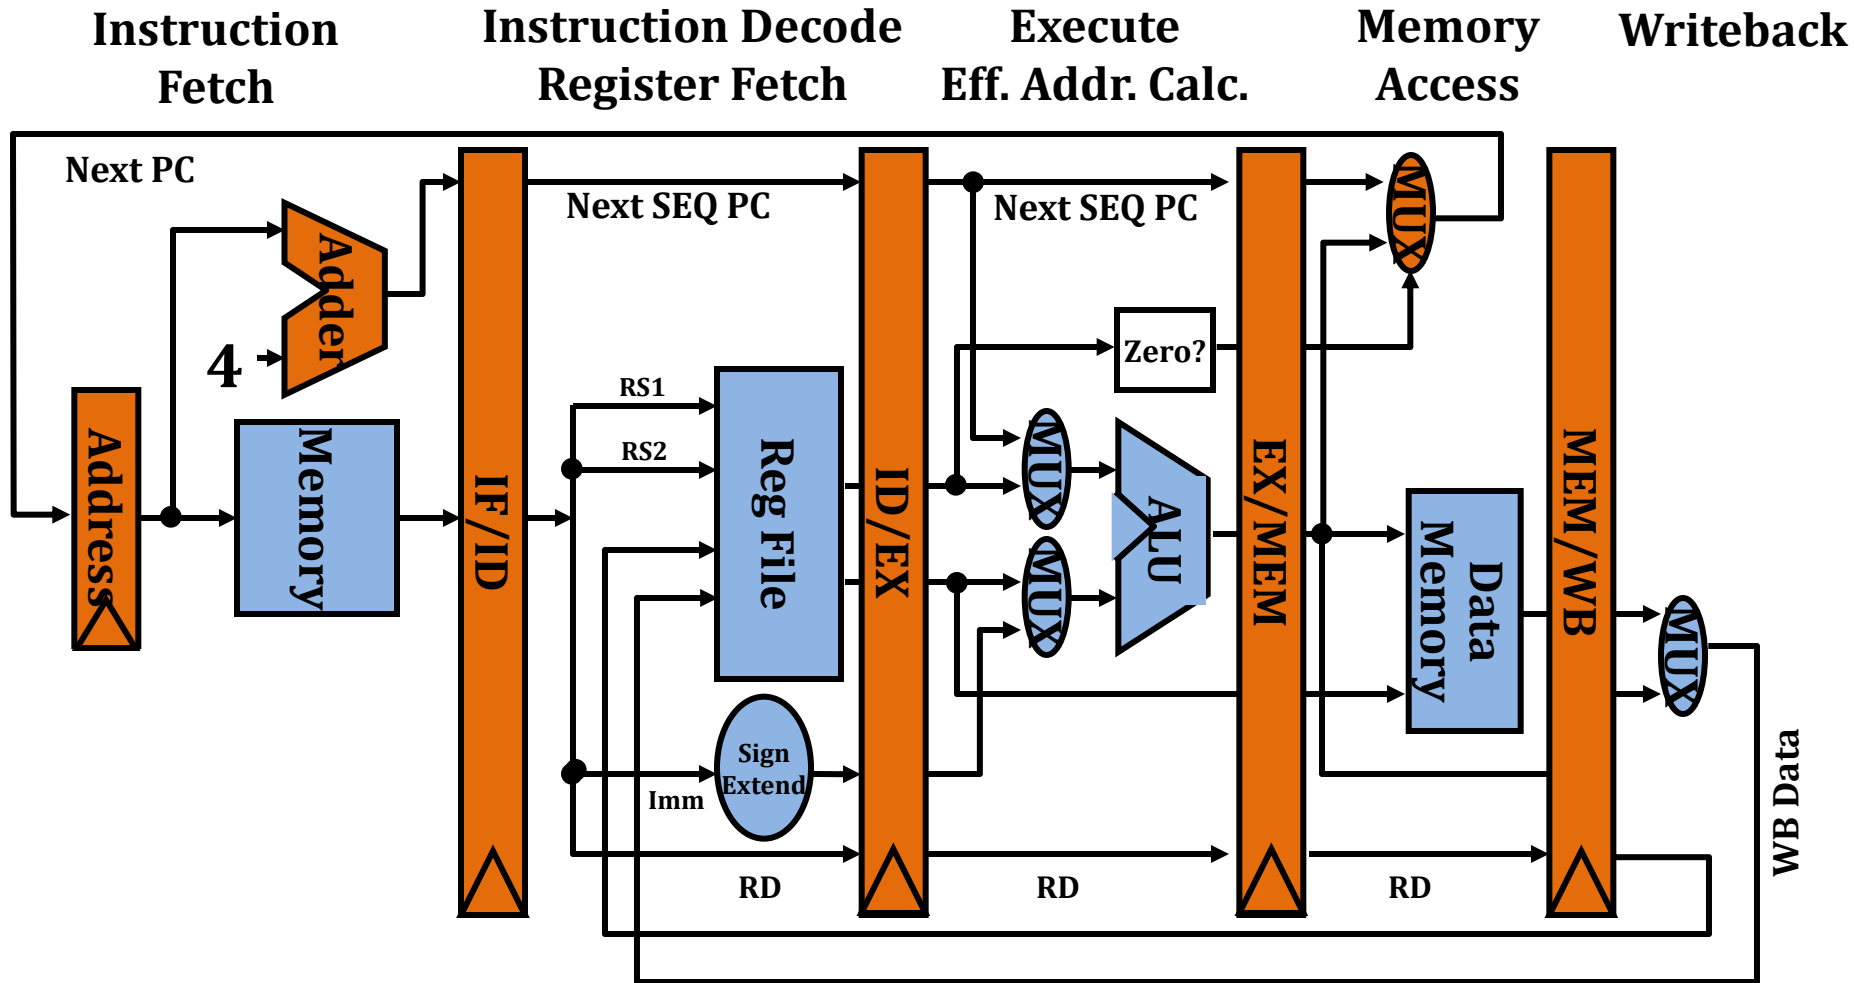 Instruction
Fetch
Instruction Decode
Register Fetch
Execute
Eff. Addr. Calc.
Memory
Access
Writeback
Next PC
Adder
4
Address
Memory
IF/ID
Next SEQ PC
RS1
RS2
Reg File
Sign
Extend
Imm
RD
ID/EX
Next SEQ PC
Zero?
MUX
MUX
ALU
RD
EX/MEM
MUX
Data
Memory
RD
MEM/WB
MUX
WB Data